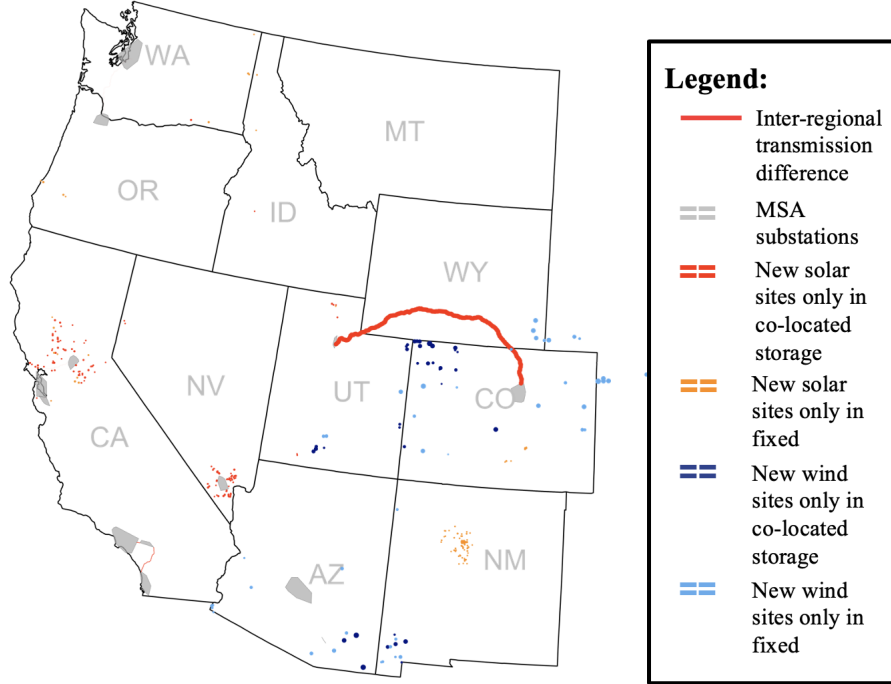 WA
MT
OR
ID
WY
NV
UT
CO
CA
AZ
NM
Legend:
Inter-regional
transmission
difference
MSA
substations
New solar
sites only in
co-located
storage
New solar
sites only in
fixed
New wind
sites only in
co-located
storage
New wind
sites only in
fixed